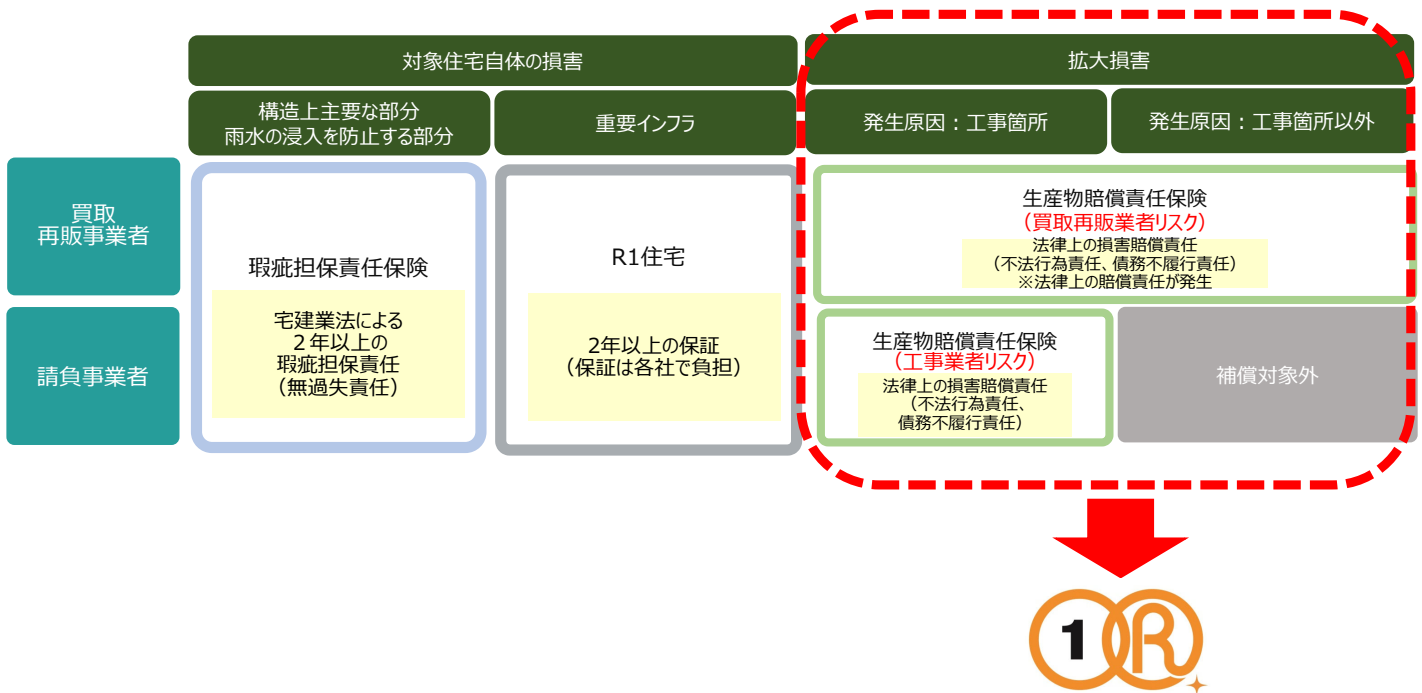 対象住宅自体の損害
拡大損害
構造上主要な部分
雨水の浸入を防止する部分
重要インフラ
発生原因：工事箇所
発生原因：工事箇所以外
買取
再販事業者
瑕疵担保責任保険
宅建業法による
２年以上の
瑕疵担保責任
（無過失責任）
R1住宅
2年以上の保証
（保証は各社で負担）
生産物賠償責任保険
（買取再販業者リスク）
法律上の損害賠償責任
（不法行為責任、債務不履行責任）
※法律上の賠償責任が発生
請負事業者
生産物賠償責任保険
（工事業者リスク）
法律上の損害賠償責任
（不法行為責任、
債務不履行責任）
補償対象外
1 R